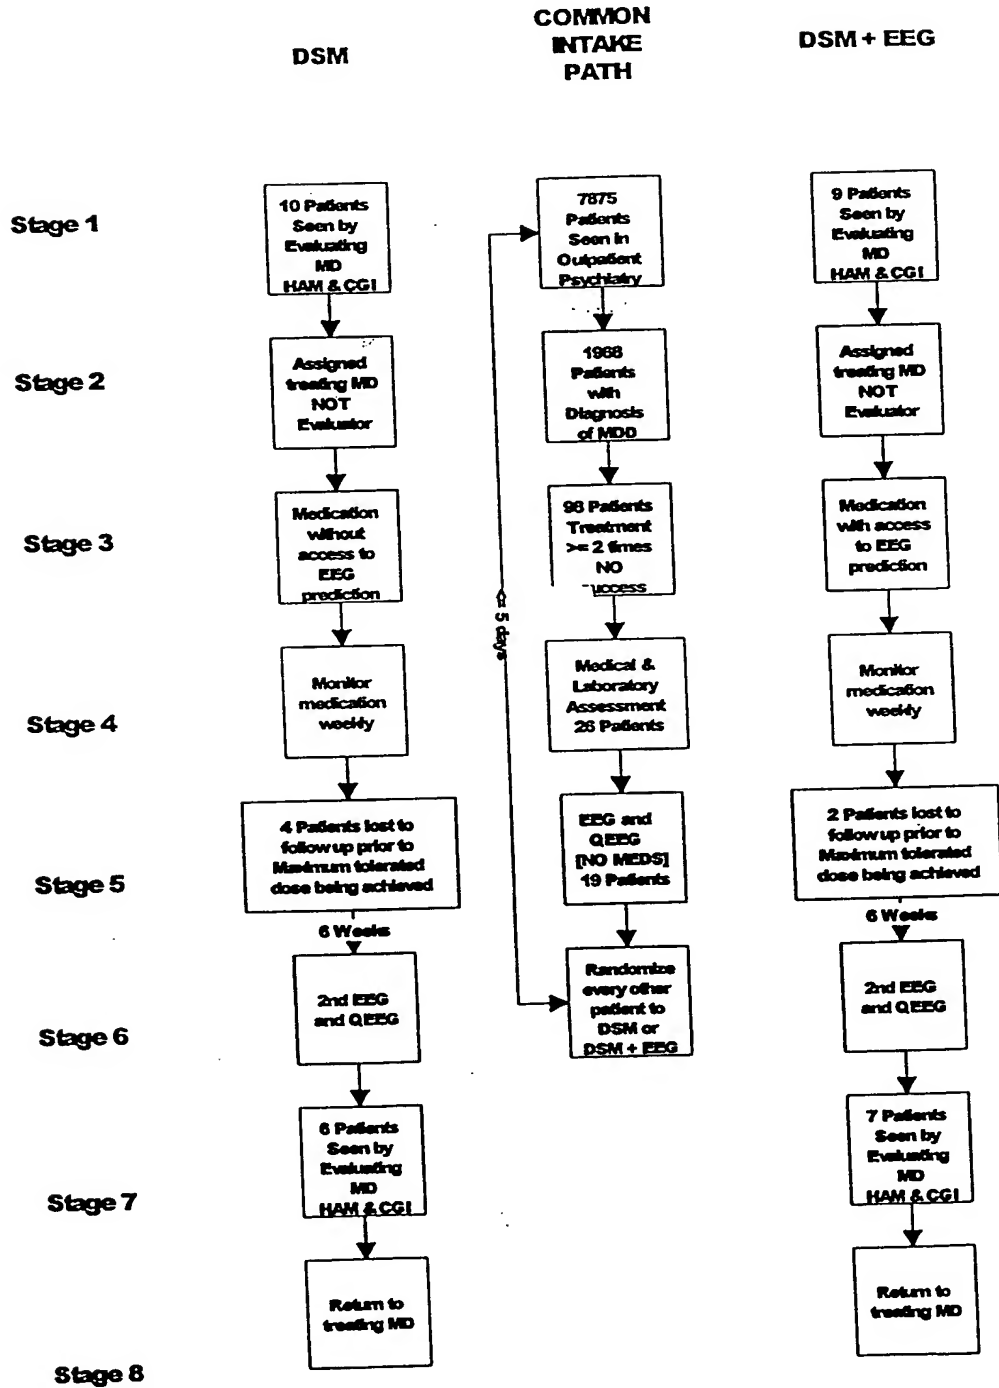 DSM
COMMON
INTAKE
PATH
DSM + EEG
Stage 1
10 Patients
Seen by
Evaluating
MD
HAM & CGI
7875
Patients
Seen in
Outpatient
Psychiatry
9 Patients
Seen by
Evaluating
MD
HAM & CGI
Stage 2
Assigned
treating MD
NOT
Evaluator
1968
Patients
with
Diagnosis
of MDD
Assigned
treating MD
NOT
Evaluator
Stage 3
Medication
without
access to
EEG
prediction
Patients
Treatment
>= 2 times
NO
uccess
Medication
with access
to EEG
prediction
<= 5 days
Stage 4
Monitor
medication
weekly
Medical &
Laboratory
Assessment
26 Patients
Monitor
medication
weekly
Stage 5
4 Patients lost to
follow up prior to
Maximum tolerated
dose being achieved
EEG and
QEEG
[NO MEDS]
19 Patients
2 Patients lost to
follow up prior to
Maximum tolerated
dose being achieved
6 Weeks
6 Weeks
Stage 6
2nd EEG
and QEEG
Randomize
every other
patient to
DSM or
DSM + EEG
2nd EEG
and QEEG
Stage 7
6 Patients
Seen by
Evaluating
MD
HAM & CGI
7 Patients
Seen by
Evaluating
MD
HAM & CGI
Return to
treating MD
Return to
treating MD
Stage 8